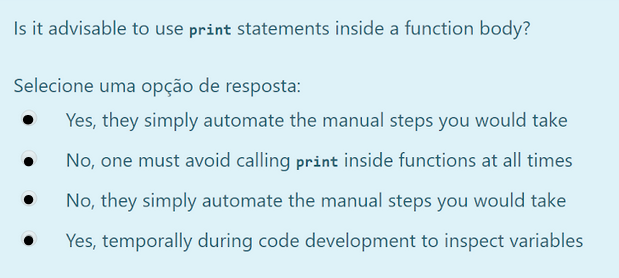 Is it advisable to use print statements inside a function body?
Selecione uma opção de resposta:
Yes, they simply automate the manual steps you would take
No, one must avoid calling print inside functions at all times
No, they simply automate the manual steps you would take
Yes, temporally during code development to inspect variables